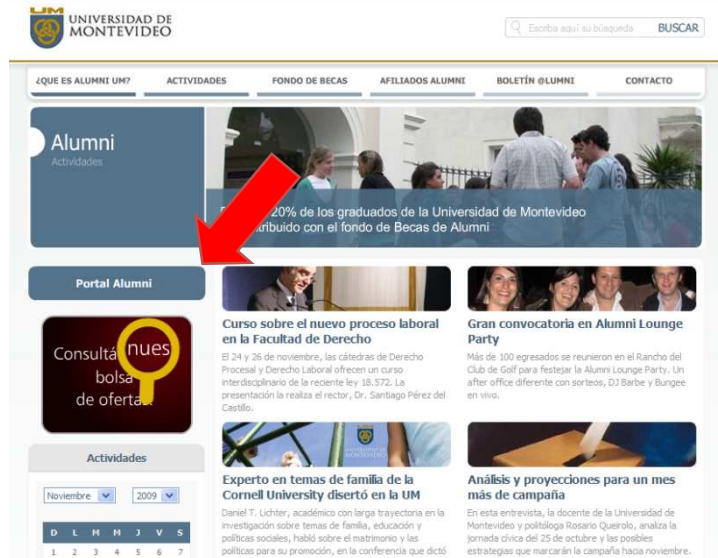 UM
UNIVERSIDAD DE
MONTEVIDEO
Escriba aquí su búsqueda
BUSCAR
¿QUE ES ALUMNI UM?
ACTIVIDADES
FONDO DE BECAS
AFILIADOS ALUMNI
BOLETÍN @LUMNI
CONTACTO
Alumni
Actividades
20% de los graduados de la Universidad de Montevideo
con el fondo de Becas de Alumni
Portal Alumni
Consultá nues
bolsa
de ofertas
Actividades
Noviembre
2009
D L M M J V S
1 2 3 4 5 6 7
Curso sobre el nuevo proceso laboral
en la Facultad de Derecho
El 24 y 26 de noviembre, las cátedras de Derecho
Procesal y Derecho Laboral ofrecen un curso
interdisciplinario de la reciente ley 18.572. La
presentación la realiza el rector, Dr. Santiago Pérez del
Castillo.
Gran convocatoria en Alumni Lounge
Party
Más de 100 egresados se reunieron en el Rancho del
Club de Golf para festejar la Alumni Lounge Party. Un
after office diferente con sorteos, DJ Barbe y Bungee
en vivo.
Experto en temas de familia de la
Cornell University disertó en la UM
Daniel T. Lichter, académico con larga trayectoria en la
investigación sobre temas de familia, educación y
políticas sociales, habló sobre el matrimonio y las
políticas para su promoción, en la conferencia que dictó
Análisis y proyecciones para un mes
más de campaña
En esta entrevista, la docente de la Universidad de
Montevideo y politóloga Rosario Queirolo, analiza la
jornada cívica del 25 de octubre y las posibles
estrategias que marcarán la campaña hacia noviembre.